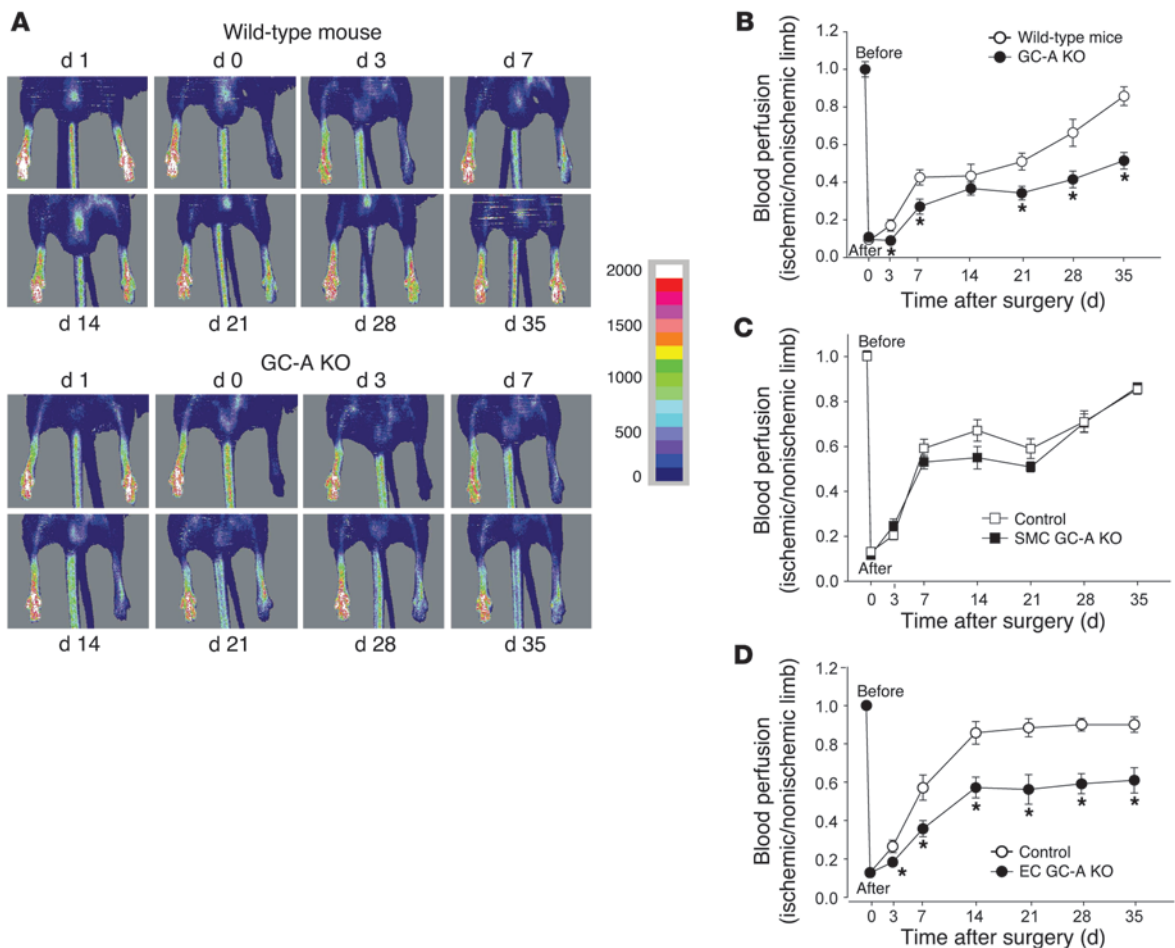 A
Wild-type mouse
d 1 d 0 d 3 d 7
d 14 d 21 d 28 d 35
GC-A KO
d 1 d 0 d 3 d 7
d 14 d 21 d 28 d 35
2000
1500
1000
500
0
B
Blood perfusion
(ischemic/nonischemic limb)
1.2
1.0
0.8
0.6
0.4
0.2
0.0
Before
Wild-type mice
GC-A KO
After
* * * * *
0 3 7 14 21 28 35
Time after surgery (d)
C
Blood perfusion
(ischemic/nonischemic limb)
1.0
0.8
0.6
0.4
0.2
0.0
Before
Control
SMC GC-A KO
After
0 3 7 14 21 28 35
Time after surgery (d)
D
Blood perfusion
(ischemic/nonischemic limb)
1.2
1.0
0.8
0.6
0.4
0.2
0.0
Before
* * * * * *
Control
EC GC-A KO
After
0 3 7 14 21 28 35
Time after surgery (d)